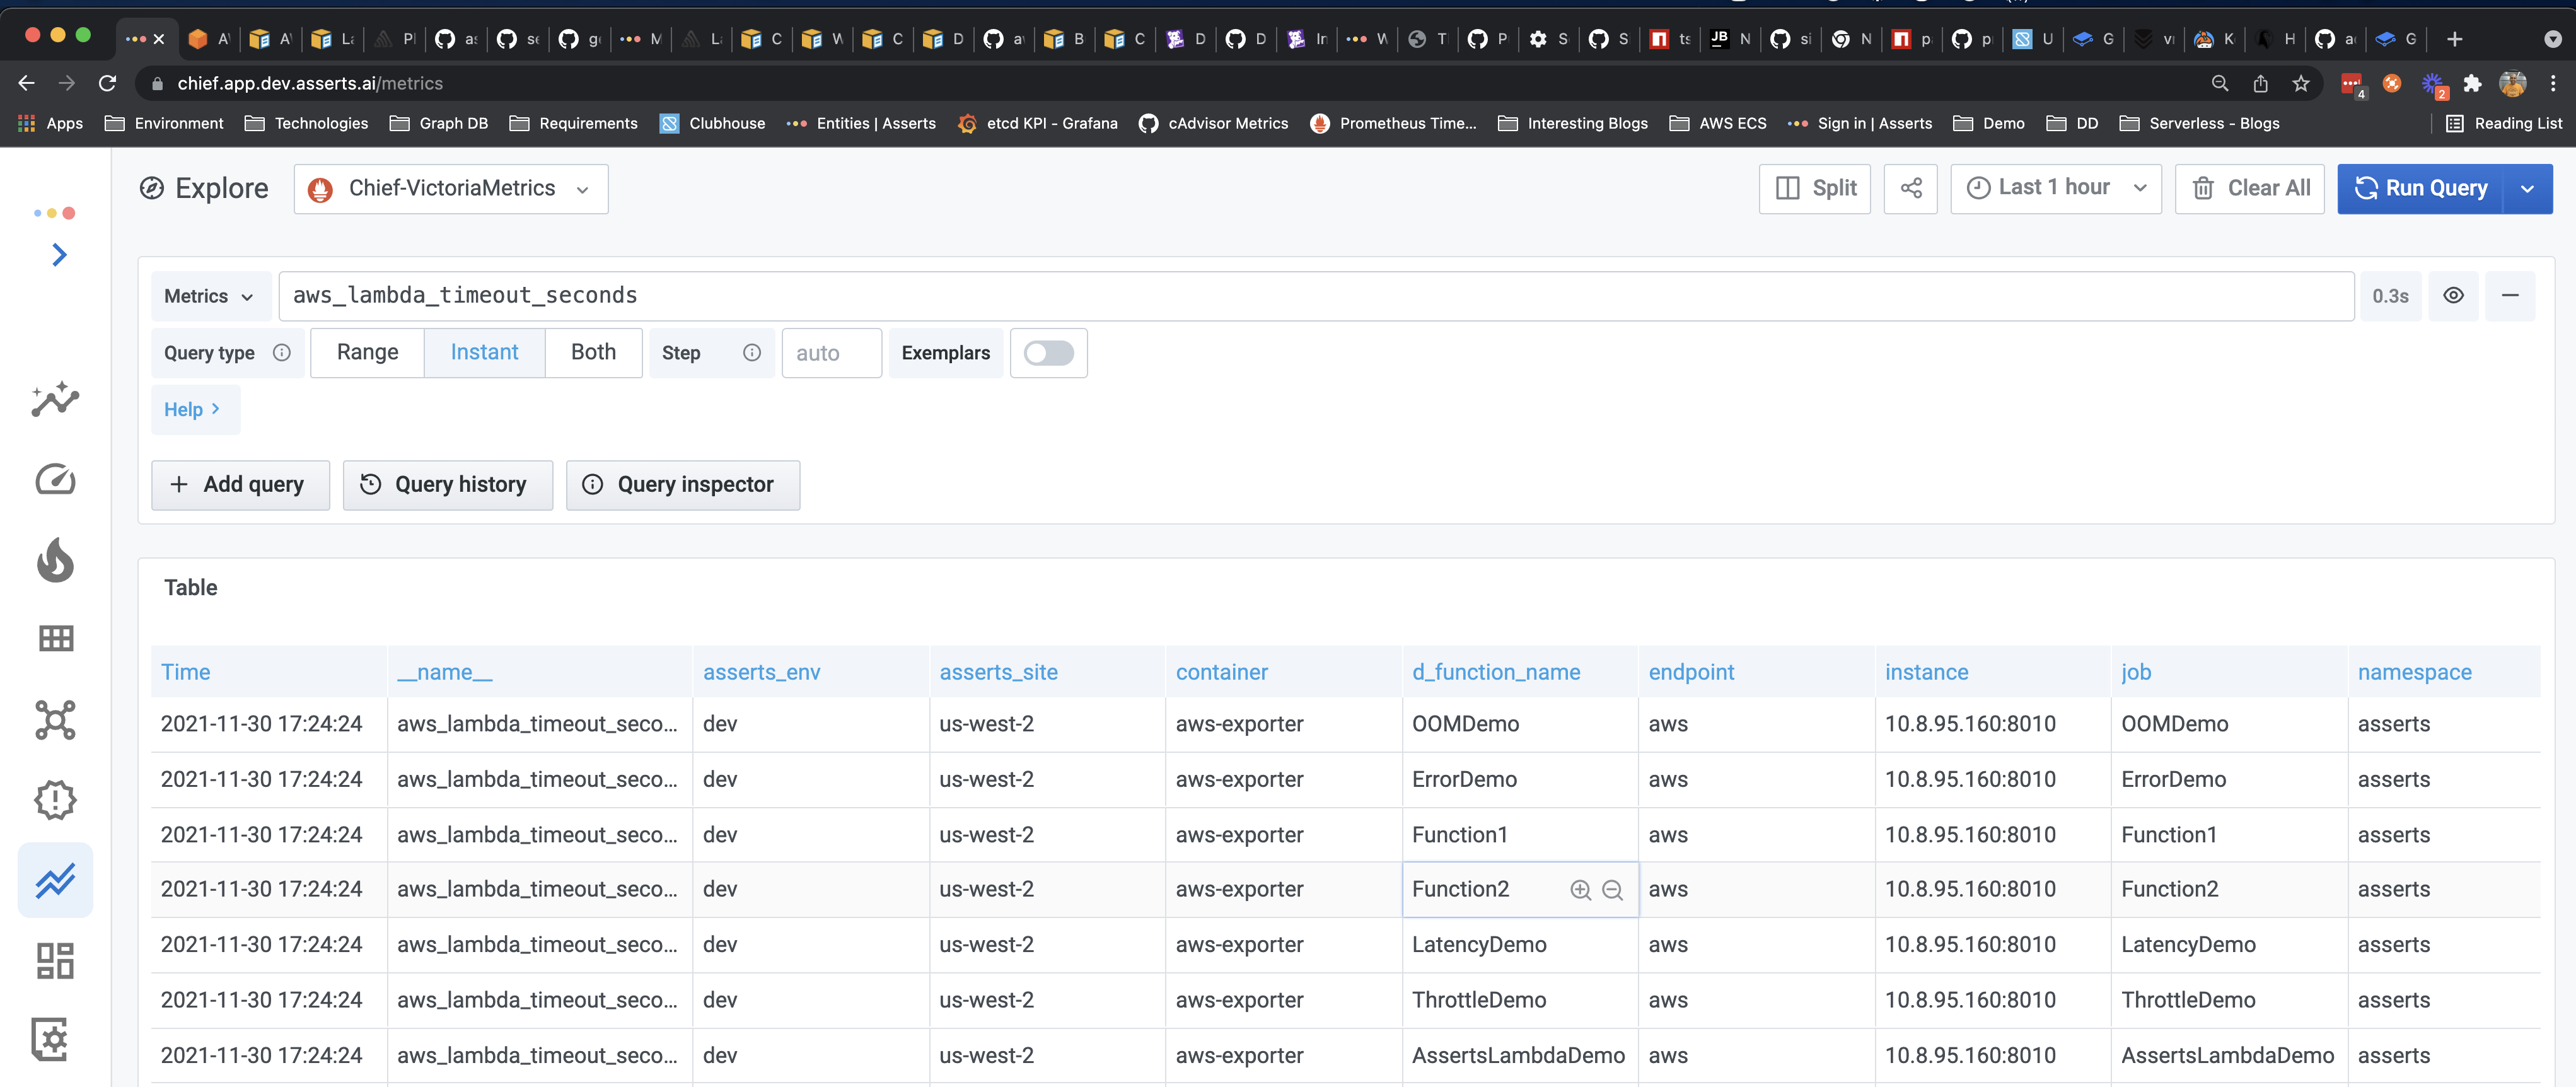 chief.app.dev.asserts.ai/metrics
4 2
Apps Environment Technologies Graph DB Requirements Clubhouse Entities | Asserts etcd KPI - Grafana cAdvisor Metrics Prometheus Time... Interesting Blogs AWS ECS Sign in | Asserts Demo DD Serverless - Blogs Reading List
Explore Chief-VictoriaMetrics Split Last 1 hour Clear All Run Query
Metrics aws_lambda_timeout_seconds 0.3s
Query type Range Instant Both Step auto Exemplars
Help
Add query Query history Query inspector
Table
Time __name__ asserts_env asserts_site container d_function_name endpoint instance job namespace
2021-11-30 17:24:24 aws_lambda_timeout_seco... dev us-west-2 aws-exporter OOMDemo aws 10.8.95.160:8010 OOMDemo asserts
2021-11-30 17:24:24 aws_lambda_timeout_seco... dev us-west-2 aws-exporter ErrorDemo aws 10.8.95.160:8010 ErrorDemo asserts
2021-11-30 17:24:24 aws_lambda_timeout_seco... dev us-west-2 aws-exporter Function1 aws 10.8.95.160:8010 Function1 asserts
2021-11-30 17:24:24 aws_lambda_timeout_seco... dev us-west-2 aws-exporter Function2 aws 10.8.95.160:8010 Function2 asserts
2021-11-30 17:24:24 aws_lambda_timeout_seco... dev us-west-2 aws-exporter LatencyDemo aws 10.8.95.160:8010 LatencyDemo asserts
2021-11-30 17:24:24 aws_lambda_timeout_seco... dev us-west-2 aws-exporter ThrottleDemo aws 10.8.95.160:8010 ThrottleDemo asserts
2021-11-30 17:24:24 aws_lambda_timeout_seco... dev us-west-2 aws-exporter AssertsLambdaDemo aws 10.8.95.160:8010 AssertsLambdaDemo asserts